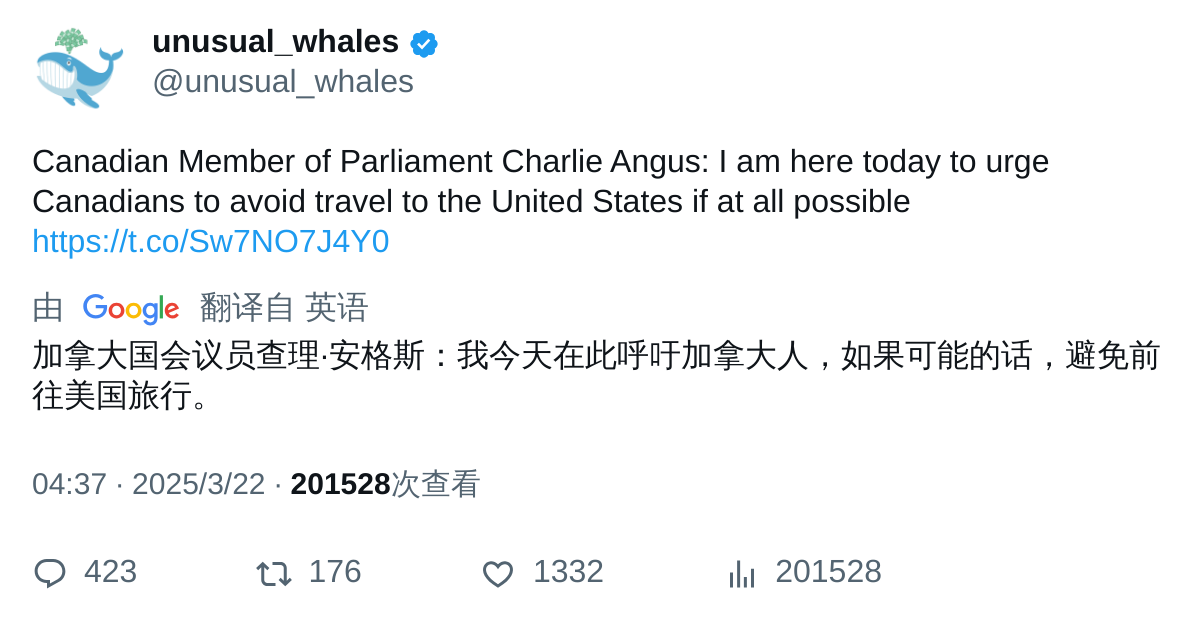 unusual_whales
@unusual_whales
Canadian Member of Parliament Charlie Angus: I am here today to urge
Canadians to avoid travel to the United States if at all possible
https://t.co/Sw7NO7J4Y0
由 Google 翻译自 英语
加拿大国会议员查理·安格斯：我今天在此呼吁加拿大人，如果可能的话，避免前
往美国旅行。
04:37 · 2025/3/22 · 201528次查看
423 176 1332 201528